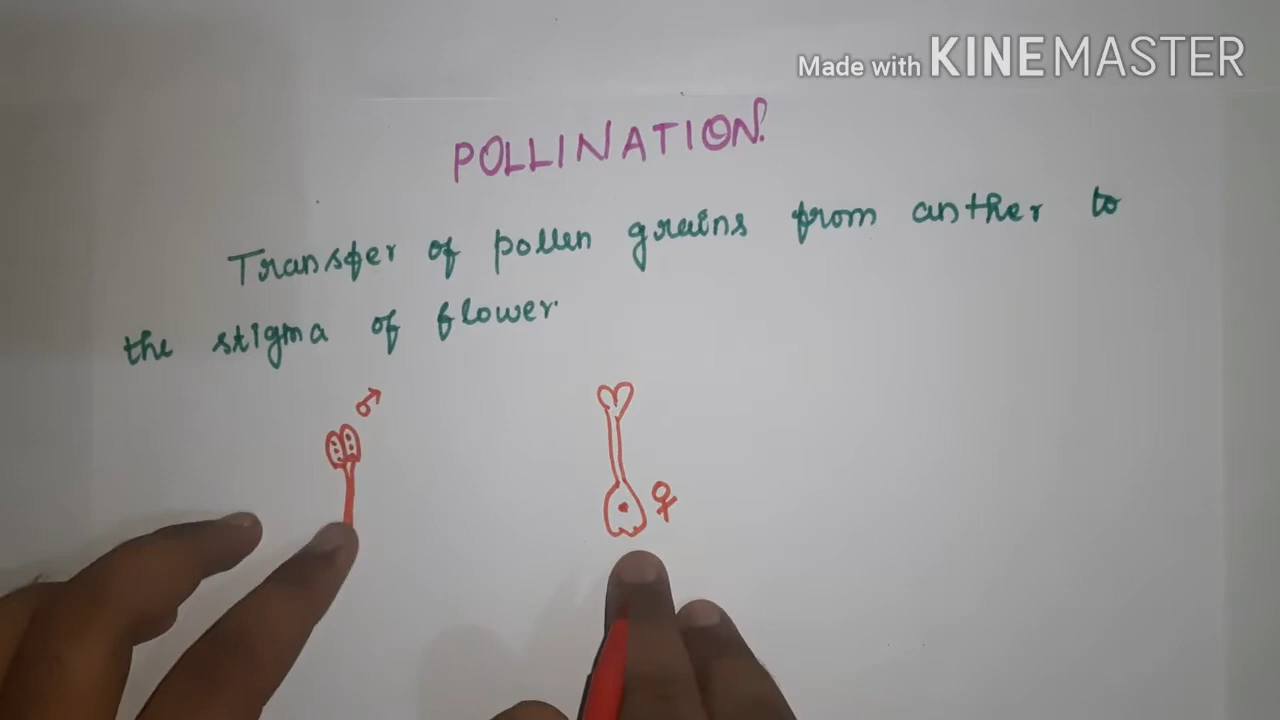 Made with KINEMASTER
POLLINATION.
Transfer of pollen grains from anther to
the stigma of flower.